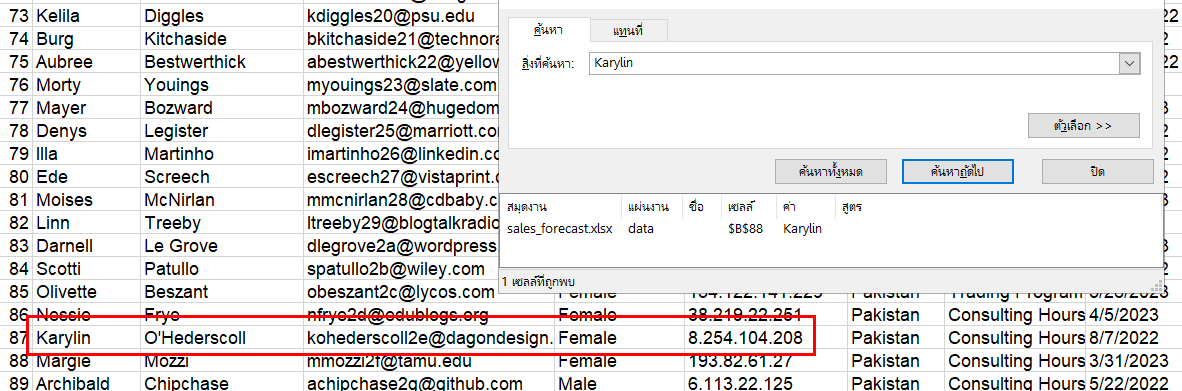 73 Kelila Diggles kdiggles20@psu.edu
74 Burg Kitchaside bkitchaside21@technora
75 Aubree Bestwerthick abestwerthick22@yellow
76 Morty Youings myouings23@slate.com
77 Mayer Bozward mbozward24@hugedom
78 Denys Legister dlegister25@marriott.con
79 Illa Martinho imartinho26@linkedin.co
80 Ede Screech escreech27@vistaprint.c
81 Moises McNirlan mmcnirlan28@cdbaby.c
82 Linn Treeby ltreeby29@blogtalkradio
83 Darnell Le Grove dlegrove2a@wordpress
84 Scotti Patullo spatullo2b@wiley.com
85 Olivette Beszant obeszant2c@lycos.com Female 134.122.141.229 Pakistan Trading Program
86 Nessie Frye nfrye2d@edublogs.org Female 38.219.22.251 Pakistan Consulting Hours 4/5/2023
87 Karylin O'Hederscoll kohederscoll2e@dagondesign. Female 8.254.104.208 Pakistan Consulting Hours 8/7/2022
88 Margie Mozzi mmozzi2f@tamu.edu Female 193.82.61.27 Pakistan Consulting Hours 3/31/2023
89 Archibald Chipchase achipchase2g@github.com Male 6.113.22.125 Pakistan Consulting Hours 5/22/2022
ค้นหา แทนที่
สิ่งที่ค้นหา: Karylin
ตัวเลือก >>
ค้นหาทั้งหมด ค้นหาถัดไป ปิด
สมุดงาน แผ่นงาน ชื่อ เซลล์ ค่า สูตร
sales_forecast.xlsx data $B$88 Karylin
1 เซลล์ที่ถูกพบ